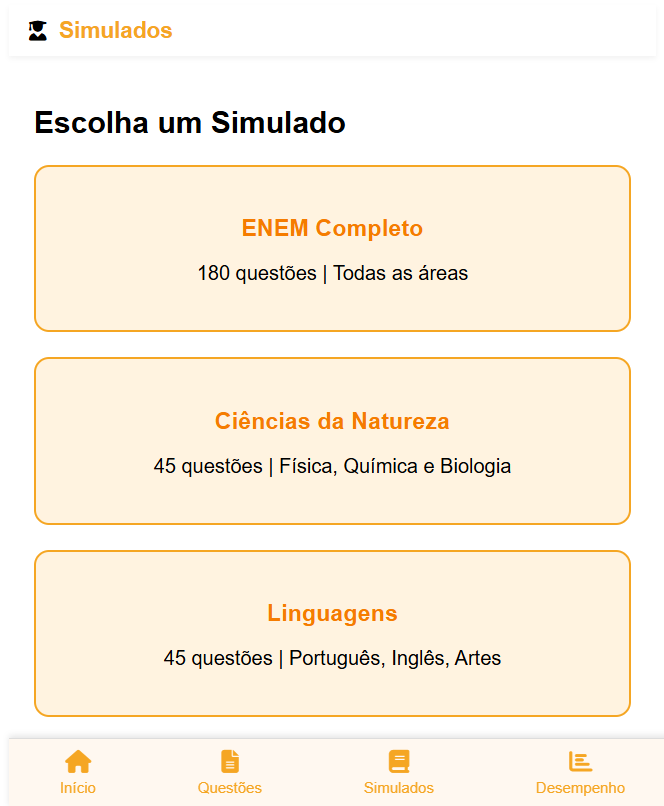 Simulados
Escolha um Simulado
ENEM Completo
180 questões | Todas as áreas
Ciências da Natureza
45 questões | Física, Química e Biologia
Linguagens
45 questões | Português, Inglês, Artes
Início
Questões
Simulados
Desempenho